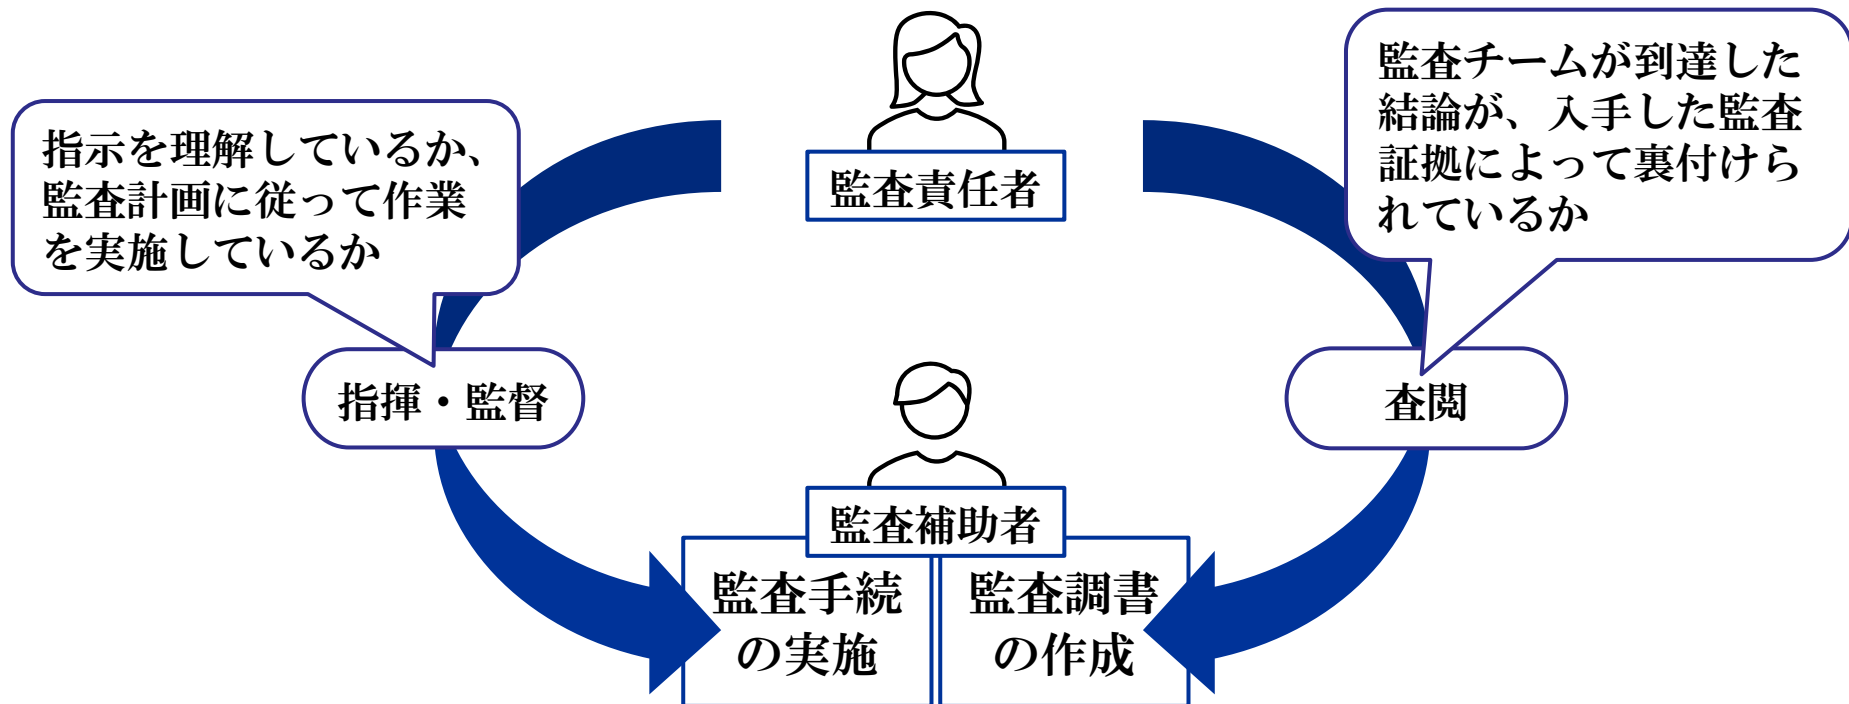 監査チームが到達した
結論が、入手した監査
証拠によって裏付けら
れているか
指示を理解しているか、
監査計画に従って作業
を実施しているか
監査責任者
指揮・監督
査閲
監査補助者
監査手続
の実施
監査調書
の作成